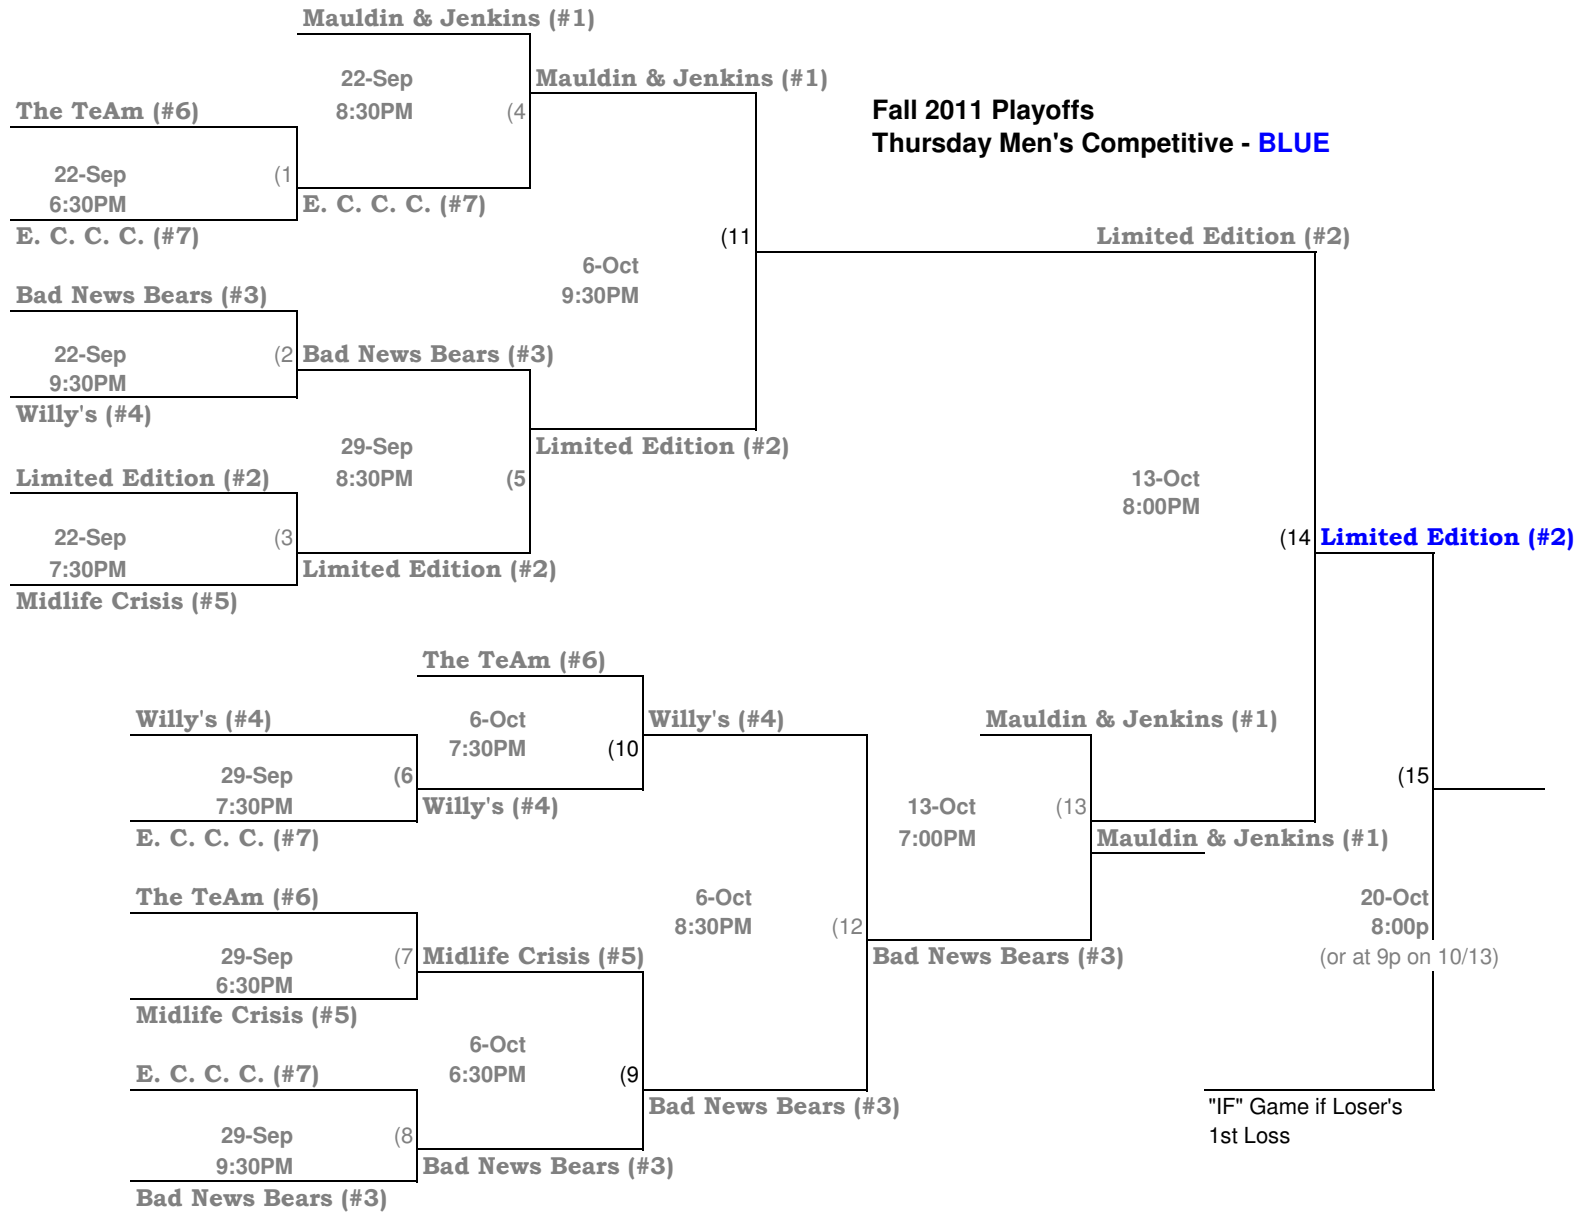 Mauldin & Jenkins (#1)
22-Sep
8:30PM
(4
Mauldin & Jenkins (#1)
Fall 2011 Playoffs
Thursday Men's Competitive - BLUE
The TeAm (#6)
22-Sep
6:30PM
(1
E. C. C. C. (#7)
E. C. C. C. (#7)
(11
6-Oct
9:30PM
Limited Edition (#2)
Bad News Bears (#3)
22-Sep
9:30PM
(2
Bad News Bears (#3)
Willy's (#4)
29-Sep
8:30PM
(5
Limited Edition (#2)
Limited Edition (#2)
22-Sep
7:30PM
(3
Limited Edition (#2)
Midlife Crisis (#5)
13-Oct
8:00PM
(14
Limited Edition (#2)
The TeAm (#6)
Willy's (#4)
6-Oct
7:30PM
(10
Willy's (#4)
Mauldin & Jenkins (#1)
29-Sep
7:30PM
(6
Willy's (#4)
E. C. C. C. (#7)
13-Oct
7:00PM
(13
Mauldin & Jenkins (#1)
(15
The TeAm (#6)
29-Sep
6:30PM
(7
Midlife Crisis (#5)
Midlife Crisis (#5)
6-Oct
8:30PM
(12
Bad News Bears (#3)
20-Oct
8:00p
(or at 9p on 10/13)
6-Oct
6:30PM
(9
Bad News Bears (#3)
E. C. C. C. (#7)
29-Sep
9:30PM
(8
Bad News Bears (#3)
Bad News Bears (#3)
"IF" Game if Loser's
1st Loss